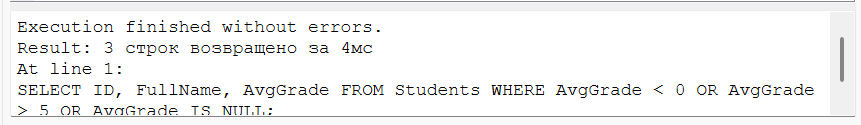 Execution finished without errors.
Result: 3 строк возвращено за 4мс
At line 1:
SELECT ID, FullName, AvgGrade FROM Students WHERE AvgGrade < 0 OR AvgGrade
> 5 OR AvgGrade IS NULL;